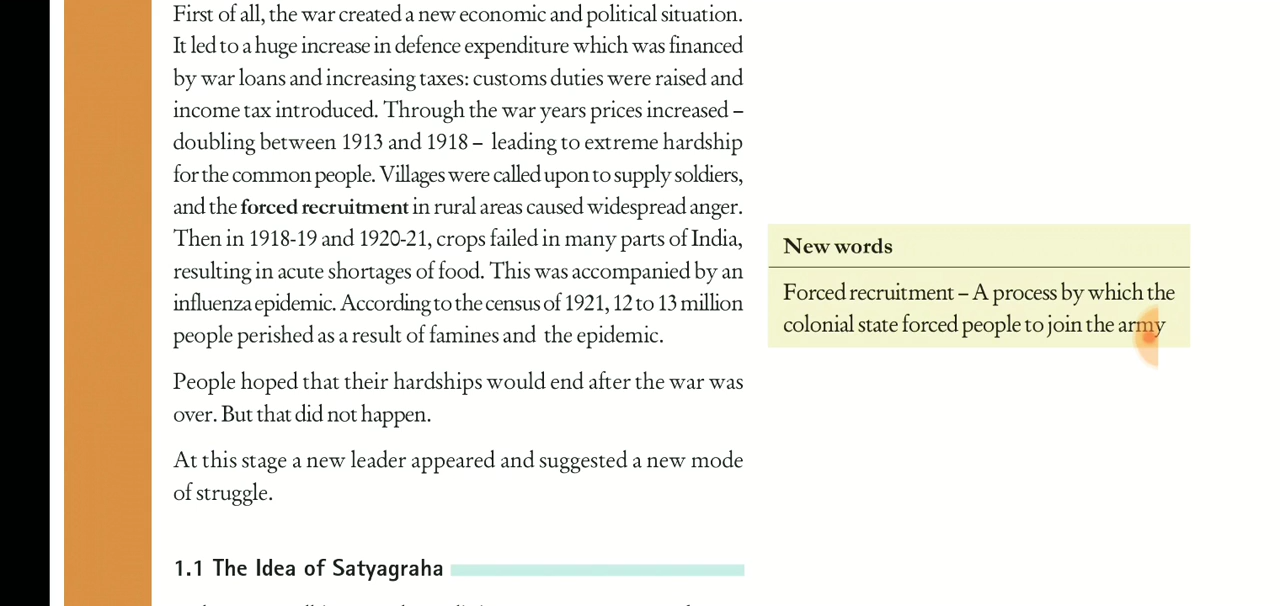 First of all, the war created a new economic and political situation.
It led to a huge increase in defence expenditure which was financed
by war loans and increasing taxes: customs duties were raised and
income tax introduced. Through the war years prices increased –
doubling between 1913 and 1918 – leading to extreme hardship
for the common people. Villages were called upon to supply soldiers,
and the forced recruitment in rural areas caused widespread anger.
Then in 1918-19 and 1920-21, crops failed in many parts of India,
resulting in acute shortages of food. This was accompanied by an
influenza epidemic. According to the census of 1921, 12 to 13 million
people perished as a result of famines and the epidemic.
People hoped that their hardships would end after the war was
over. But that did not happen.
At this stage a new leader appeared and suggested a new mode
of struggle.
1.1 The Idea of Satyagraha
New words
Forced recruitment – A process by which the
colonial state forced people to join the army